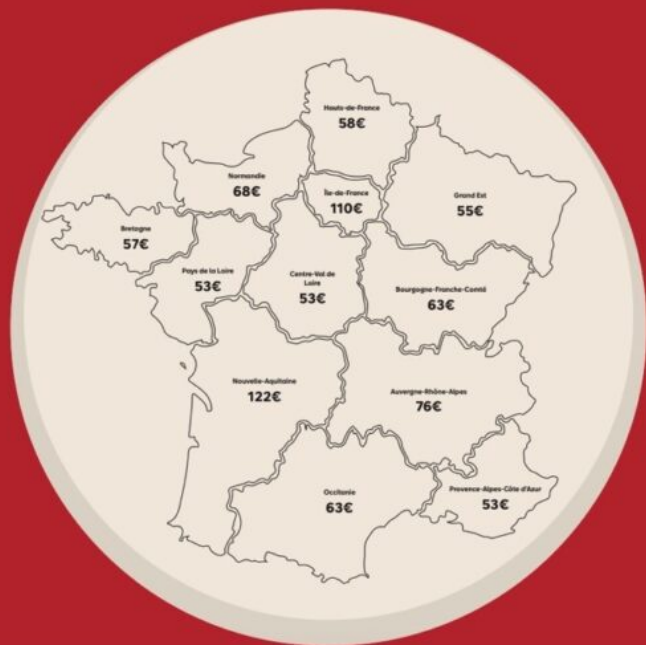 Hauts-de-France
58€
Normandie
68€
Île-de-France
110€
Grand Est
55€
Bretagne
57€
Pays de la Loire
53€
Centre-Val de
Loire
53€
Bourgogne-Franche-Comté
63€
Nouvelle-Aquitaine
122€
Auvergne-Rhône-Alpes
76€
Occitanie
63€
Provence-Alpes-Côte d'Azur
53€